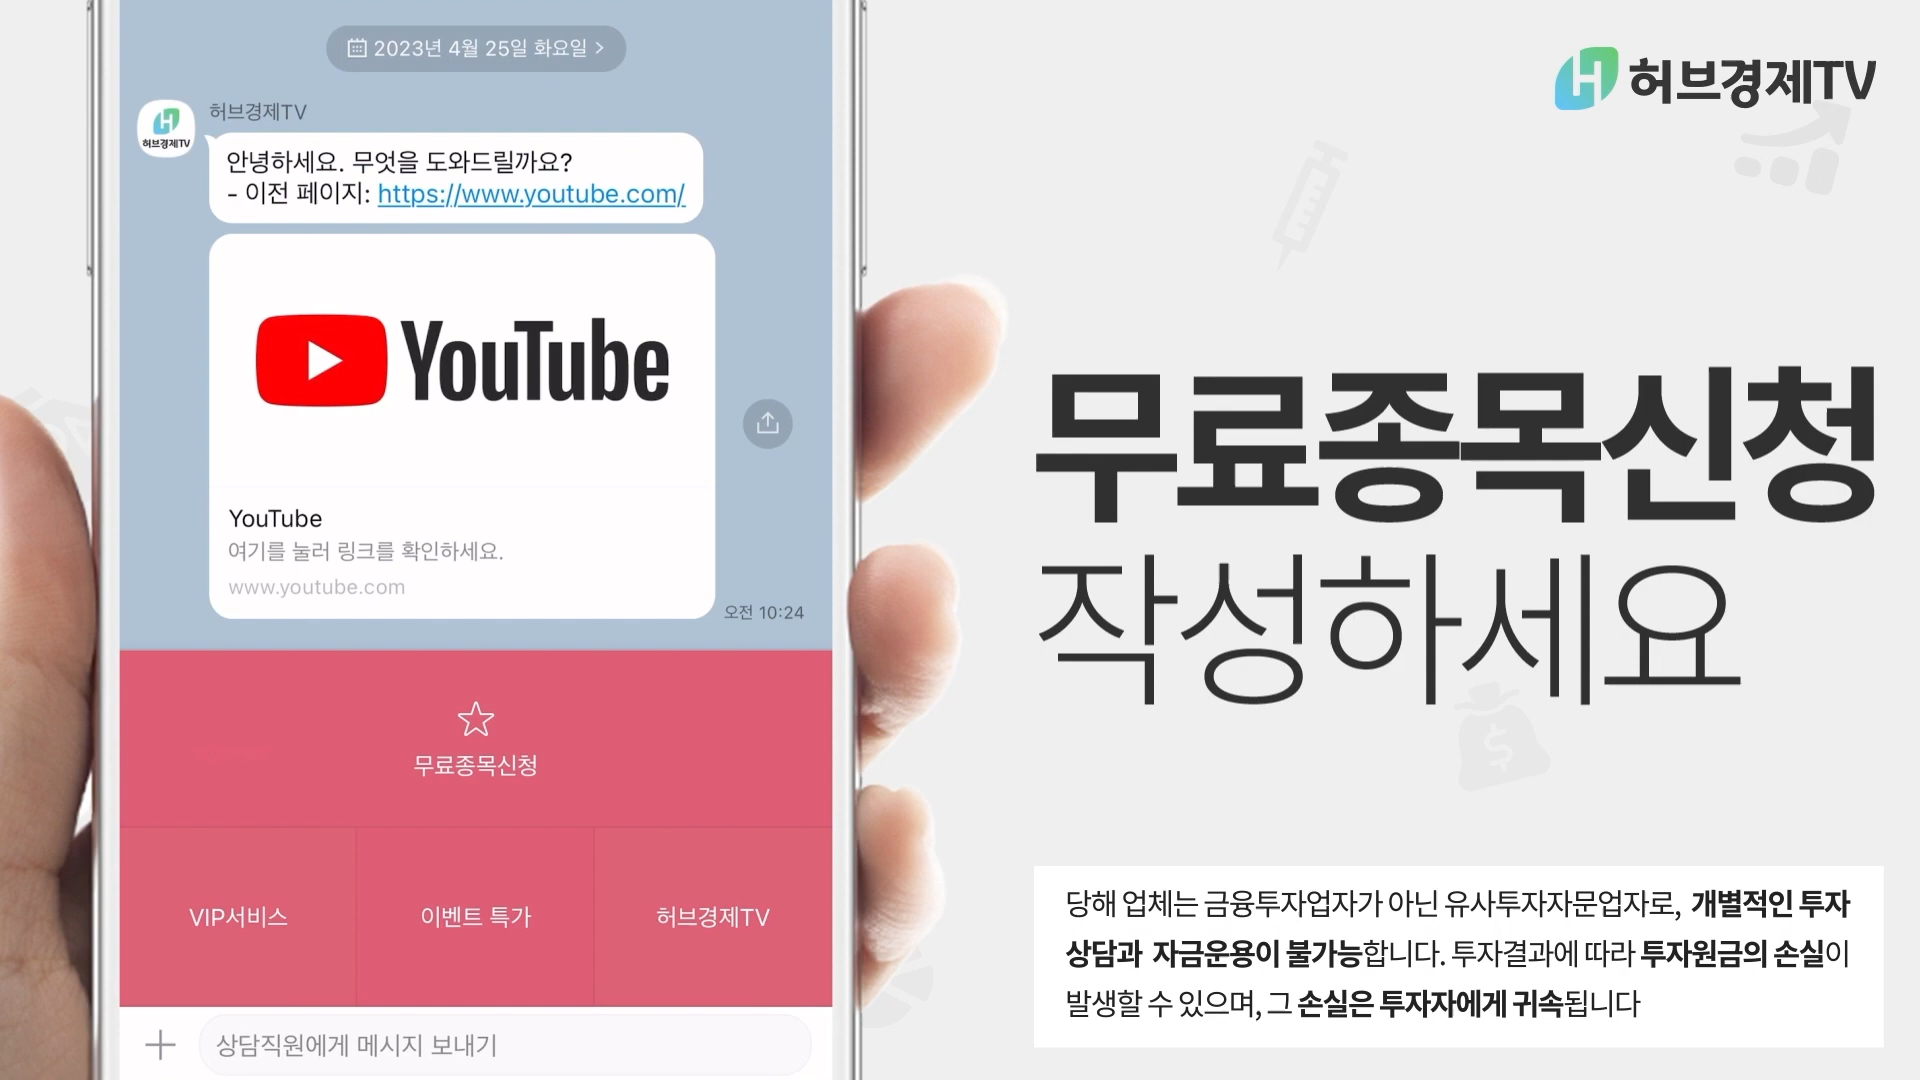 2023년 4월 25일 화요일 >
허브경제TV
허브경제TV
안녕하세요. 무엇을 도와드릴까요?
- 이전 페이지: https://www.youtube.com/
YouTube
YouTube
여기를 눌러 링크를 확인하세요.
www.youtube.com
오전 10:24
무료종목신청
VIP서비스
이벤트 특가
허브경제TV
상담직원에게 메시지 보내기
허브경제TV
무료종목신청
작성하세요
당해 업체는 금융투자업자가 아닌 유사투자자문업자로, 개별적인 투자
상담과 자금운용이 불가능합니다. 투자결과에 따라 투자원금의 손실이
발생할 수 있으며, 그 손실은 투자자에게 귀속됩니다